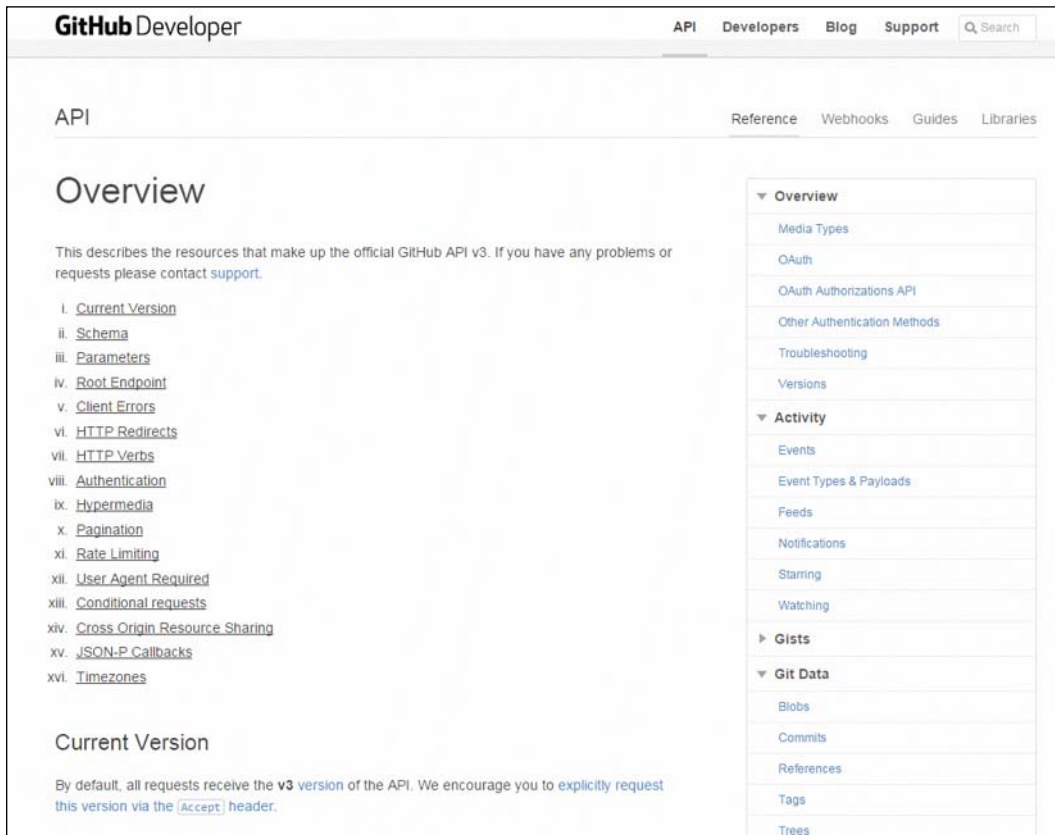 GitHub Developer
API Developers Blog Support Search
API
Reference Webhooks Guides Libraries
Overview
This describes the resources that make up the official GitHub API v3. If you have any problems or
requests please contact support.
i. Current Version
ii. Schema
iii. Parameters
iv. Root Endpoint
v. Client Errors
vi. HTTP Redirects
vii. HTTP Verbs
viii. Authentication
ix. Hypermedia
x. Pagination
xi. Rate Limiting
xii. User Agent Required
xiii. Conditional requests
xiv. Cross Origin Resource Sharing
xv. JSON-P Callbacks
xvi. Timezones
Current Version
By default, all requests receive the v3 version of the API. We encourage you to explicitly request
this version via the Accept header.
Overview
Media Types
OAuth
OAuth Authorizations API
Other Authentication Methods
Troubleshooting
Versions
Activity
Events
Event Types & Payloads
Feeds
Notifications
Starring
Watching
Gists
Git Data
Blobs
Commits
References
Tags
Trees